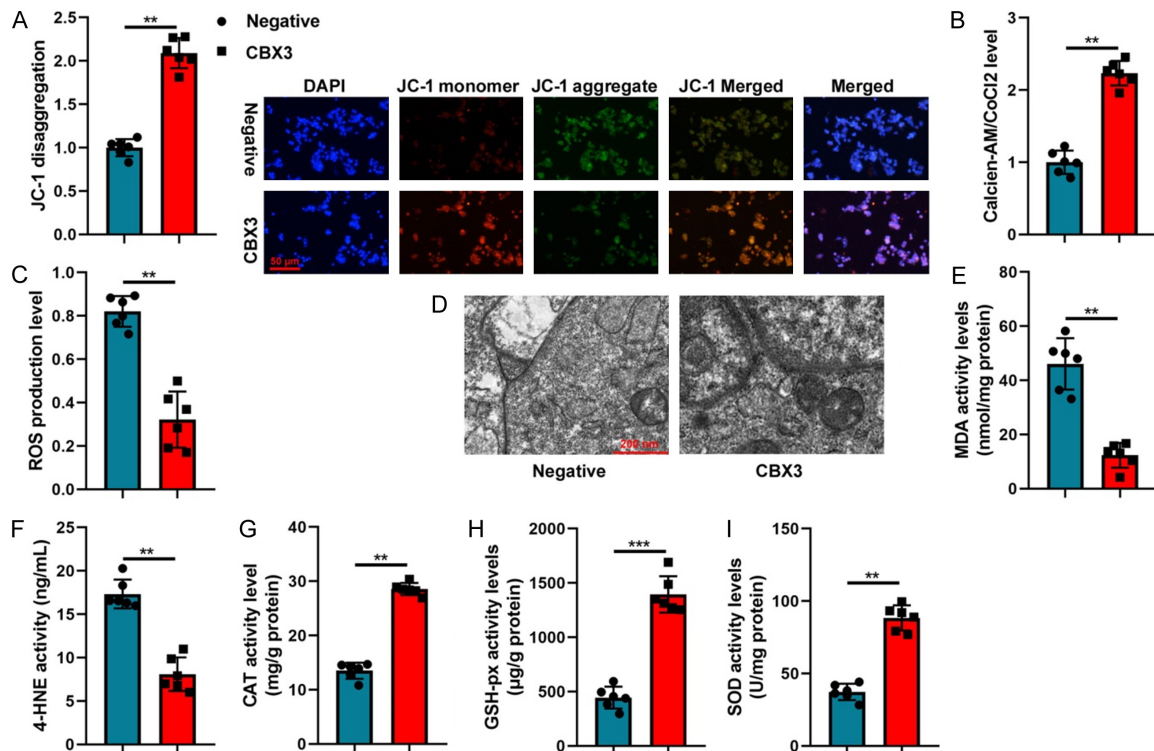 A
JC-1 disaggregation
2.5
2.0
1.5
1.0
0.5
0.0
**
Negative
CBX3
DAPI
JC-1 monomer
JC-1 aggregate
JC-1 Merged
Merged
Negative
CBX3
50 μm
B
Calcien-AM/CoCl2 level
3
2
1
0
**
C
ROS production level
1.0
0.8
0.6
0.4
0.2
0.0
**
D
200 nm
Negative
CBX3
E
MDA activity levels
(nmol/mg protein)
80
60
40
20
0
**
F
4-HNE activity (ng/mL)
25
20
15
10
5
0
**
G
CAT activity level
(mg/g protein)
40
30
20
10
0
**
H
GSH-px activity levels
(μg/g protein)
2000
1500
1000
500
0
***
I
SOD activity levels
(U/mg protein)
150
100
50
0
**